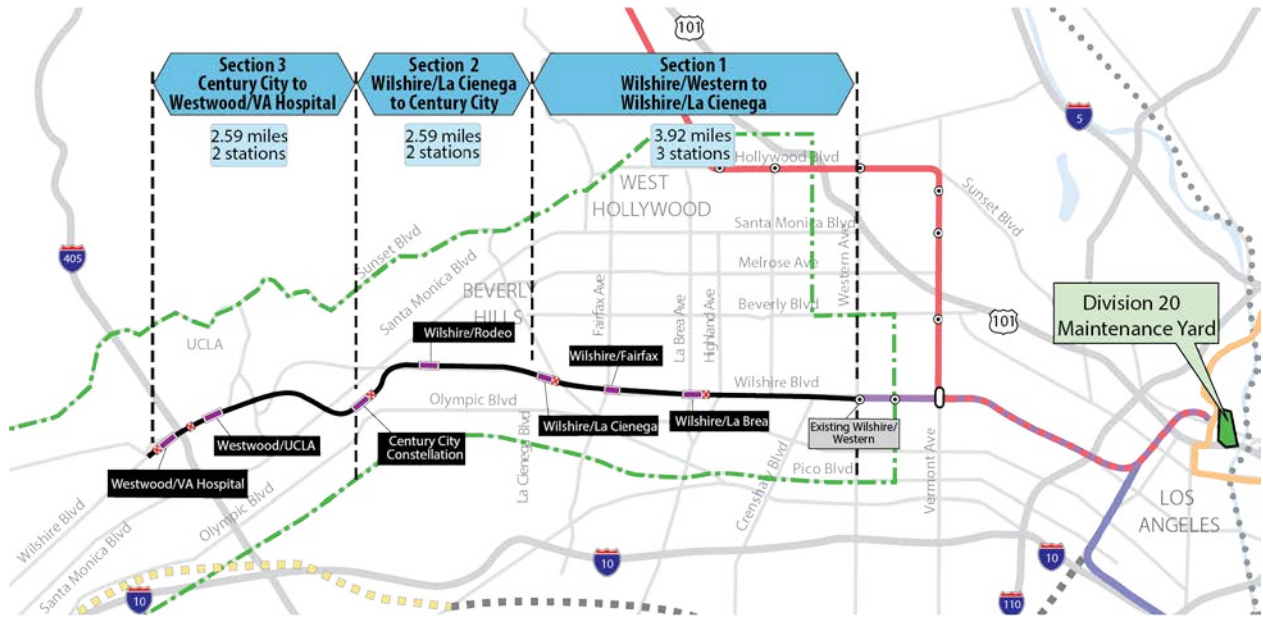 101
Section 3
Century City to
Westwood/VA Hospital
Section 2
Wilshire/La Cienega
to Century City
Section 1
Wilshire/Western to
Wilshire/La Cienega
2.59 miles
2 stations
2.59 miles
2 stations
3.92 miles
3 stations
5
Hollywood Blvd
WEST
HOLLYWOOD
Sunset Blvd
Sunset Blvd
Santa Monica Blvd
Santa Monica Blvd
Western Ave
405
Melrose Ave
BEVERLY
HILLS
Fairfax Ave
La Brea Ave
Highland Ave
Beverly Blvd
101
Division 20
Maintenance Yard
UCLA
Wilshire/Rodeo
Wilshire/Fairfax
Wilshire Blvd
Olympic Blvd
Westwood/UCLA
Century City
Constellation
Wilshire/La Cienega
Wilshire/La Brea
Existing Wilshire/
Western
La Cienega Blvd
Crenshaw Blvd
Pico Blvd
Vermont Ave
Westwood/VA Hospital
LOS
ANGELES
Wilshire Blvd
Olympic Blvd
Santa Monica Blvd
10
10
10
110